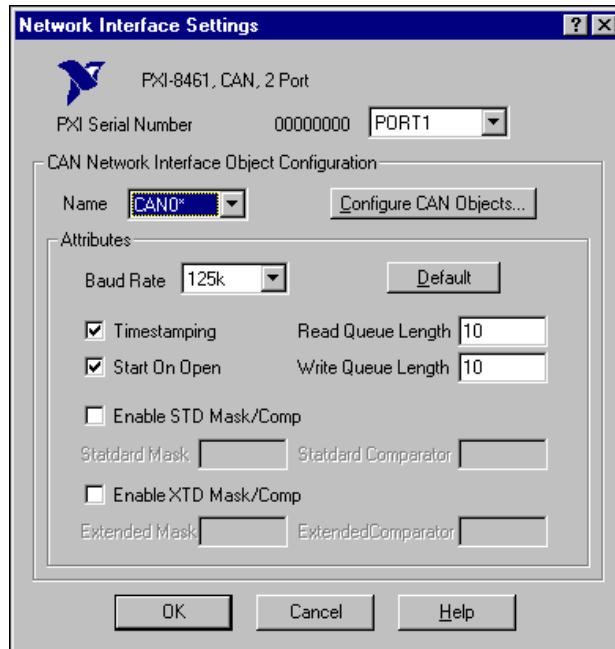 Network Interface Settings ? X
PXI-8461, CAN, 2 Port
PXI Serial Number 00000000 PORT1
CAN Network Interface Object Configuration
Name CAN0* Configure CAN Objects...
Attributes
Baud Rate 125k Default
Timestamping Read Queue Length 10
Start On Open Write Queue Length 10
Enable STD Mask/Comp
Statdard Mask Statdard Comparator
Enable XTD Mask/Comp
Extended Mask ExtendedComparator
OK Cancel Help